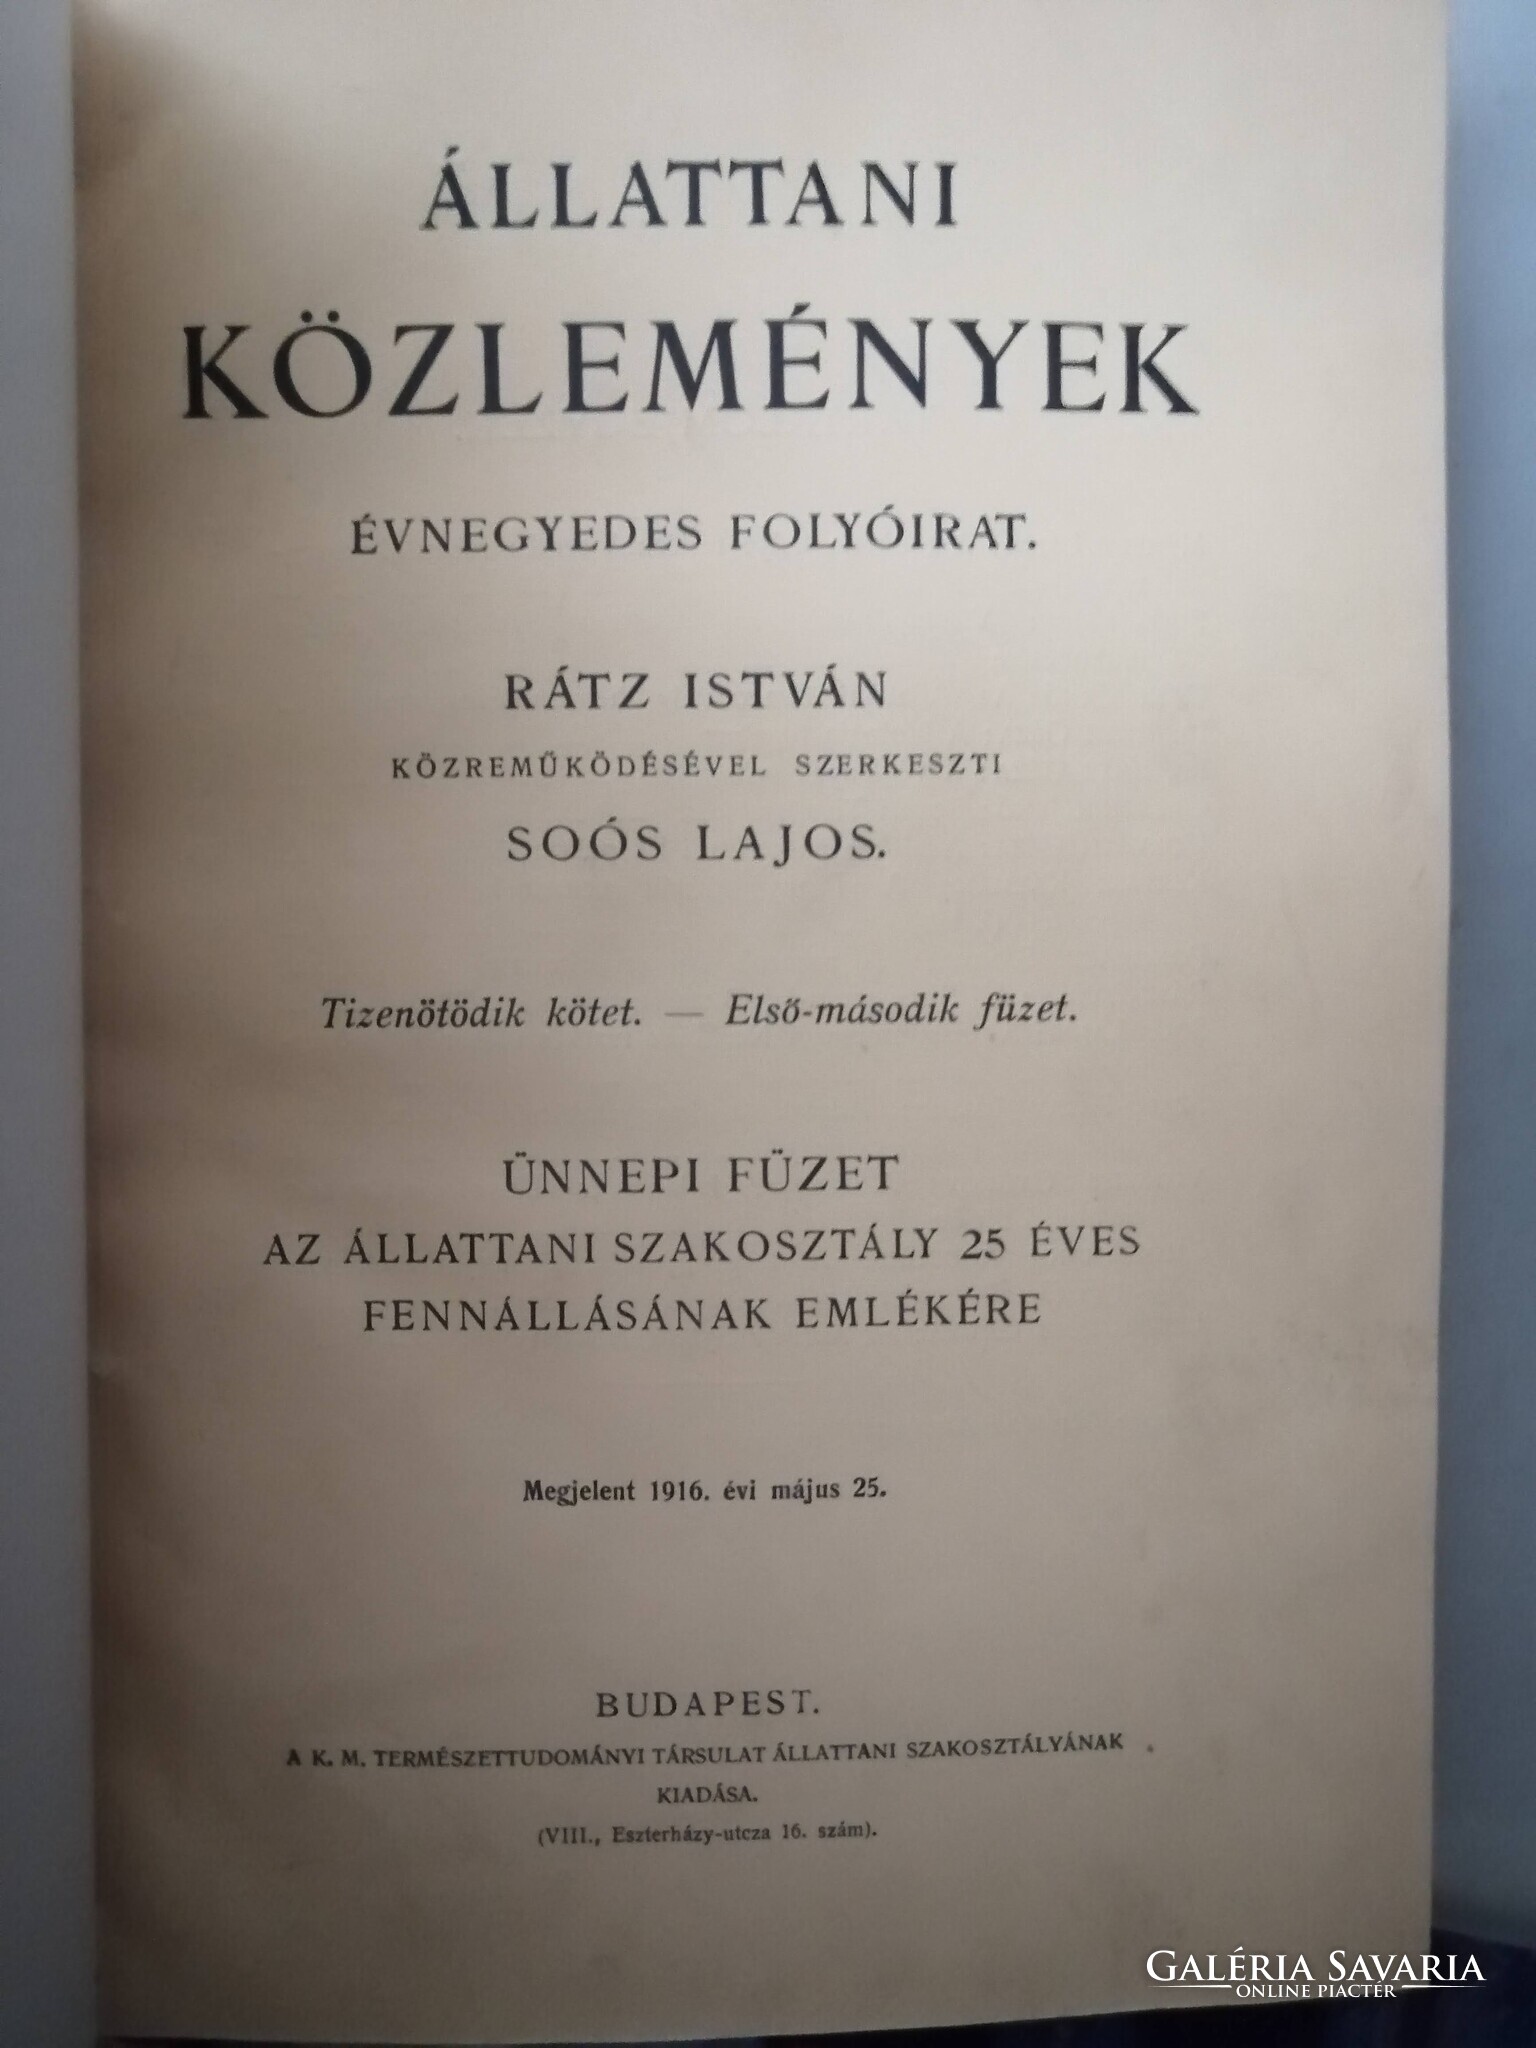 ÁLLATTANI
KÖZLEMÉNYEK
ÉVNEGYEDES FOLYÓIRAT.
RÁTZ ISTVÁN
KÖZREMŰKÖDÉSÉVEL SZERKESZTI
SOÓS LAJOS.
Tizenötödik kötet. — Első-második füzet.
ÜNNEPI FÜZET
AZ ÁLLATTANI SZAKOSZTÁLY 25 ÉVES
FENNÁLLÁSÁNAK EMLÉKÉRE
Megjelent 1916. évi május 25.
BUDAPEST.
A K. M. TERMÉSZETTUDOMÁNYI TÁRSULAT ÁLLATTANI SZAKOSZTÁLYÁNAK
KIADÁSA.
(VIII., Eszterházy-utcza 16. szám).
GALÉRIA SAVARIA
ONLINE PIACTÉR